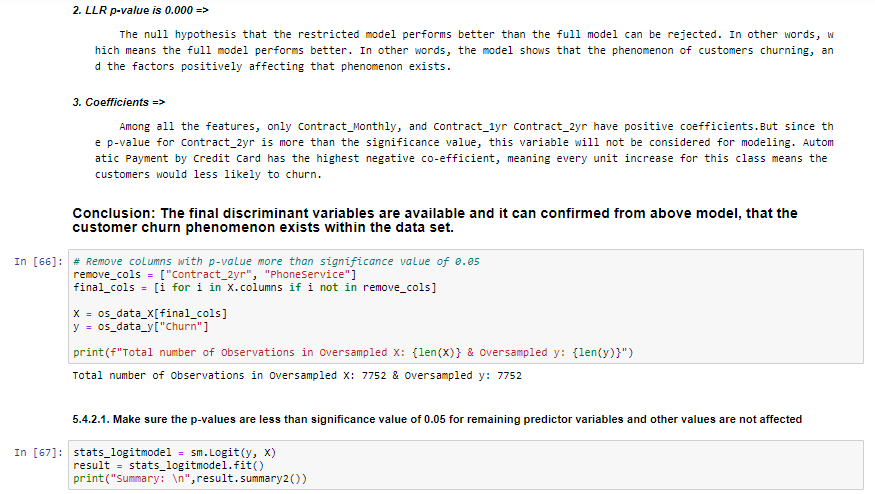 2. LLR p-value is 0.000 =>
The null hypothesis that the restricted model performs better than the full model can be rejected. In other words, w
hich means the full model performs better. In other words, the model shows that the phenomenon of customers churning, an
d the factors positively affecting that phenomenon exists.
3. Coefficients =>
Among all the features, only Contract_Monthly, and Contract_1yr Contract_2yr have positive coefficients.But since th
e p-value for Contract_2yr is more than the significance value, this variable will not be considered for modeling. Autom
atic Payment by Credit Card has the highest negative co-efficient, meaning every unit increase for this class means the
customers would less likely to churn.
Conclusion: The final discriminant variables are available and it can confirmed from above model, that the
customer churn phenomenon exists within the data set.
In [66]: # Remove columns with p-value more than significance value of 0.05
remove_cols = ["Contract_2yr", "PhoneService"]
final_cols = [i for i in X.columns if i not in remove_cols]
X = os_data_X[final_cols]
y = os_data_y["Churn"]
print(f"Total number of Observations in Oversampled X: {len(X)} & Oversampled y: {len(y)}")
Total number of Observations in Oversampled X: 7752 & Oversampled y: 7752
5.4.2.1. Make sure the p-values are less than significance value of 0.05 for remaining predictor variables and other values are not affected
In [67]: stats_logitmodel = sm.Logit(y, X)
result = stats_logitmodel.fit()
print("Summary: \n",result.summary2())